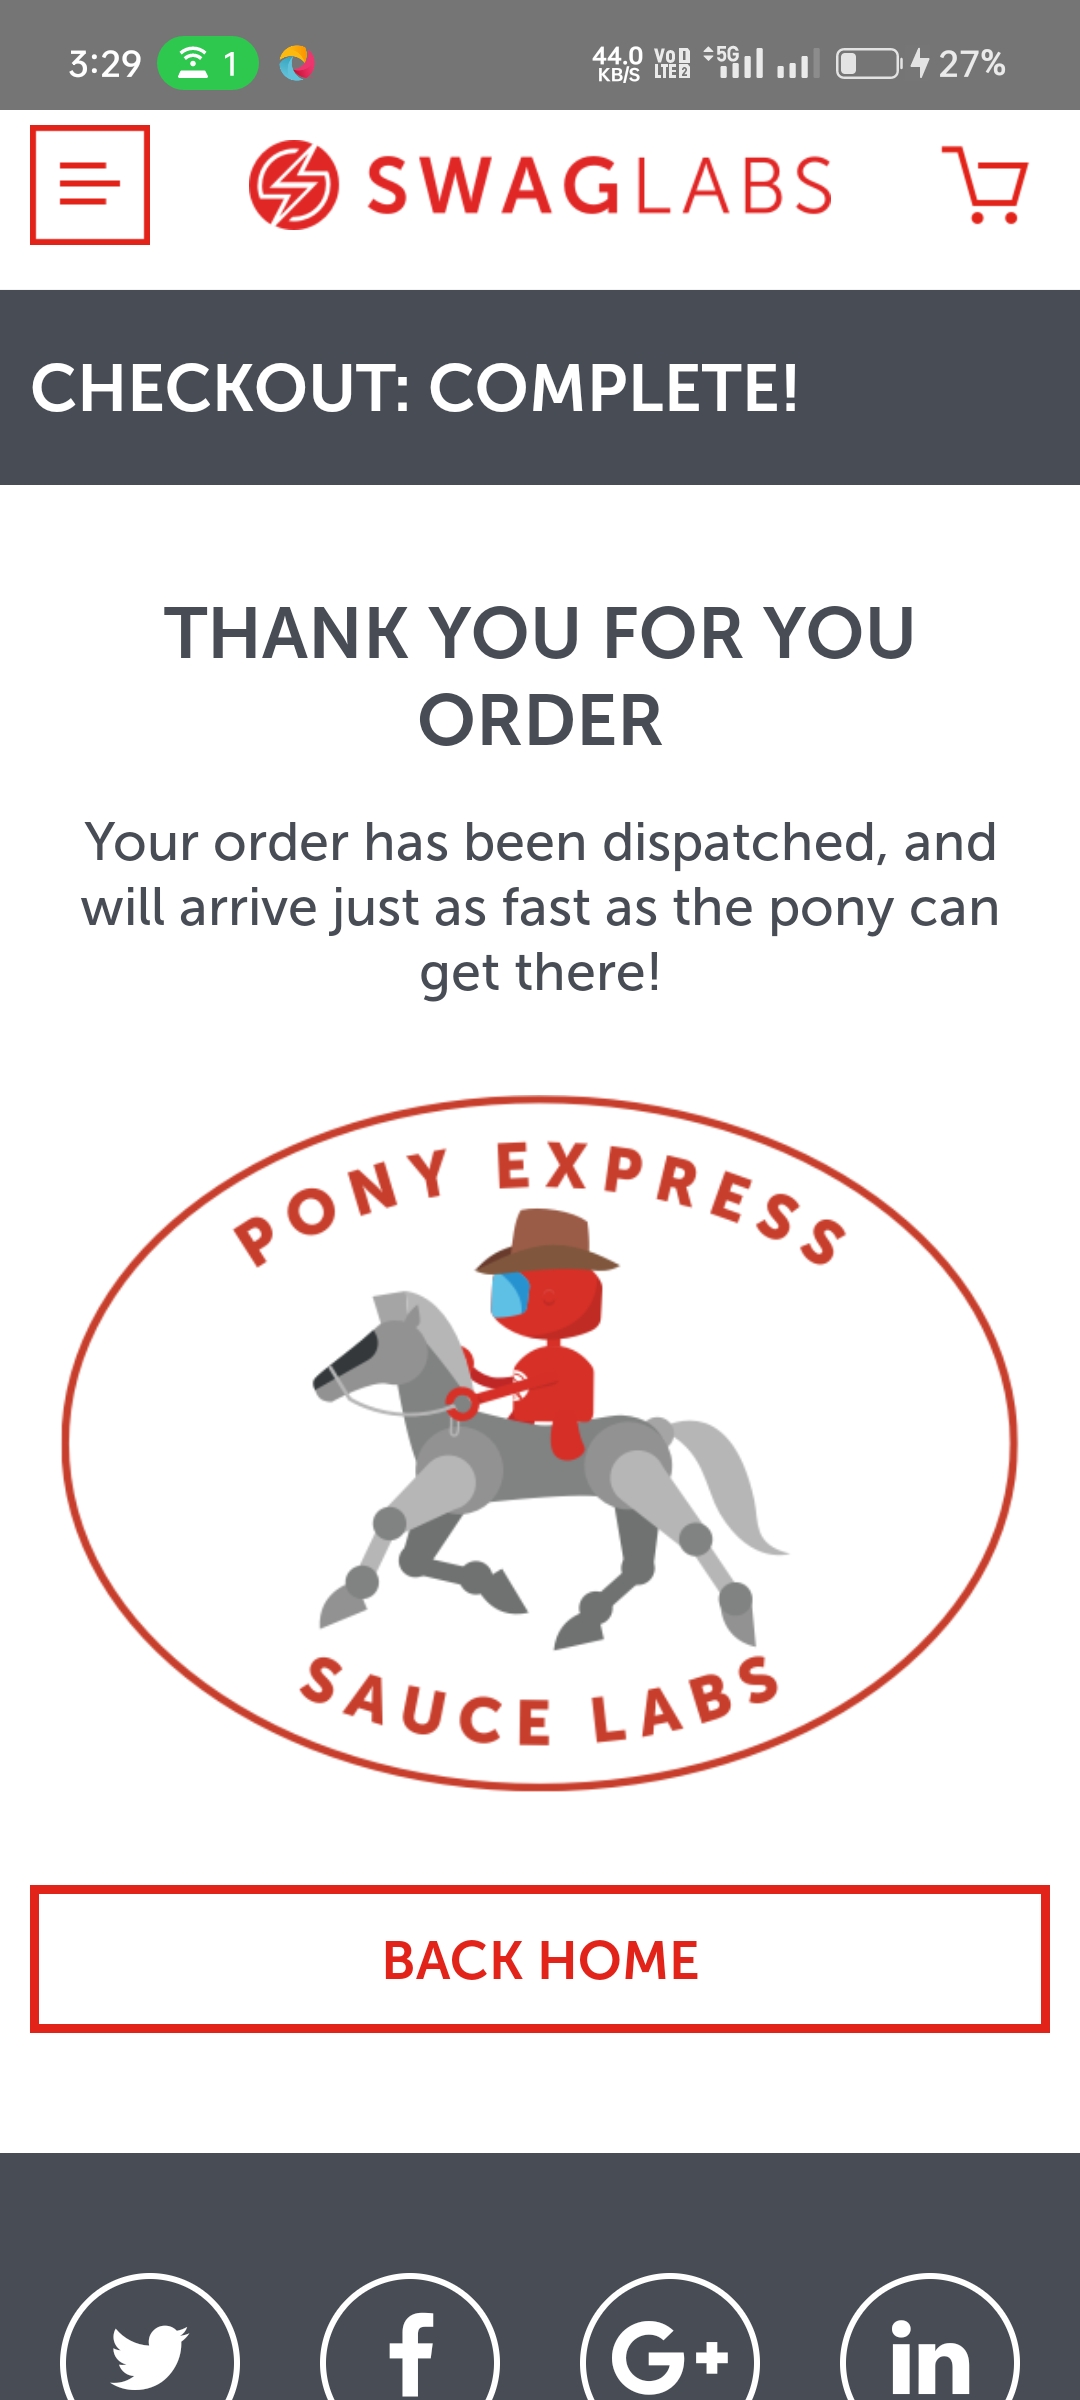 3:29 1 44.0 KB/S VoD LTE 2 5G 27%
SWAGLABS
CHECKOUT: COMPLETE!
THANK YOU FOR YOU
ORDER
Your order has been dispatched, and
will arrive just as fast as the pony can
get there!
PONY EXPRESS
SAUCE LABS
BACK HOME
f G+ in